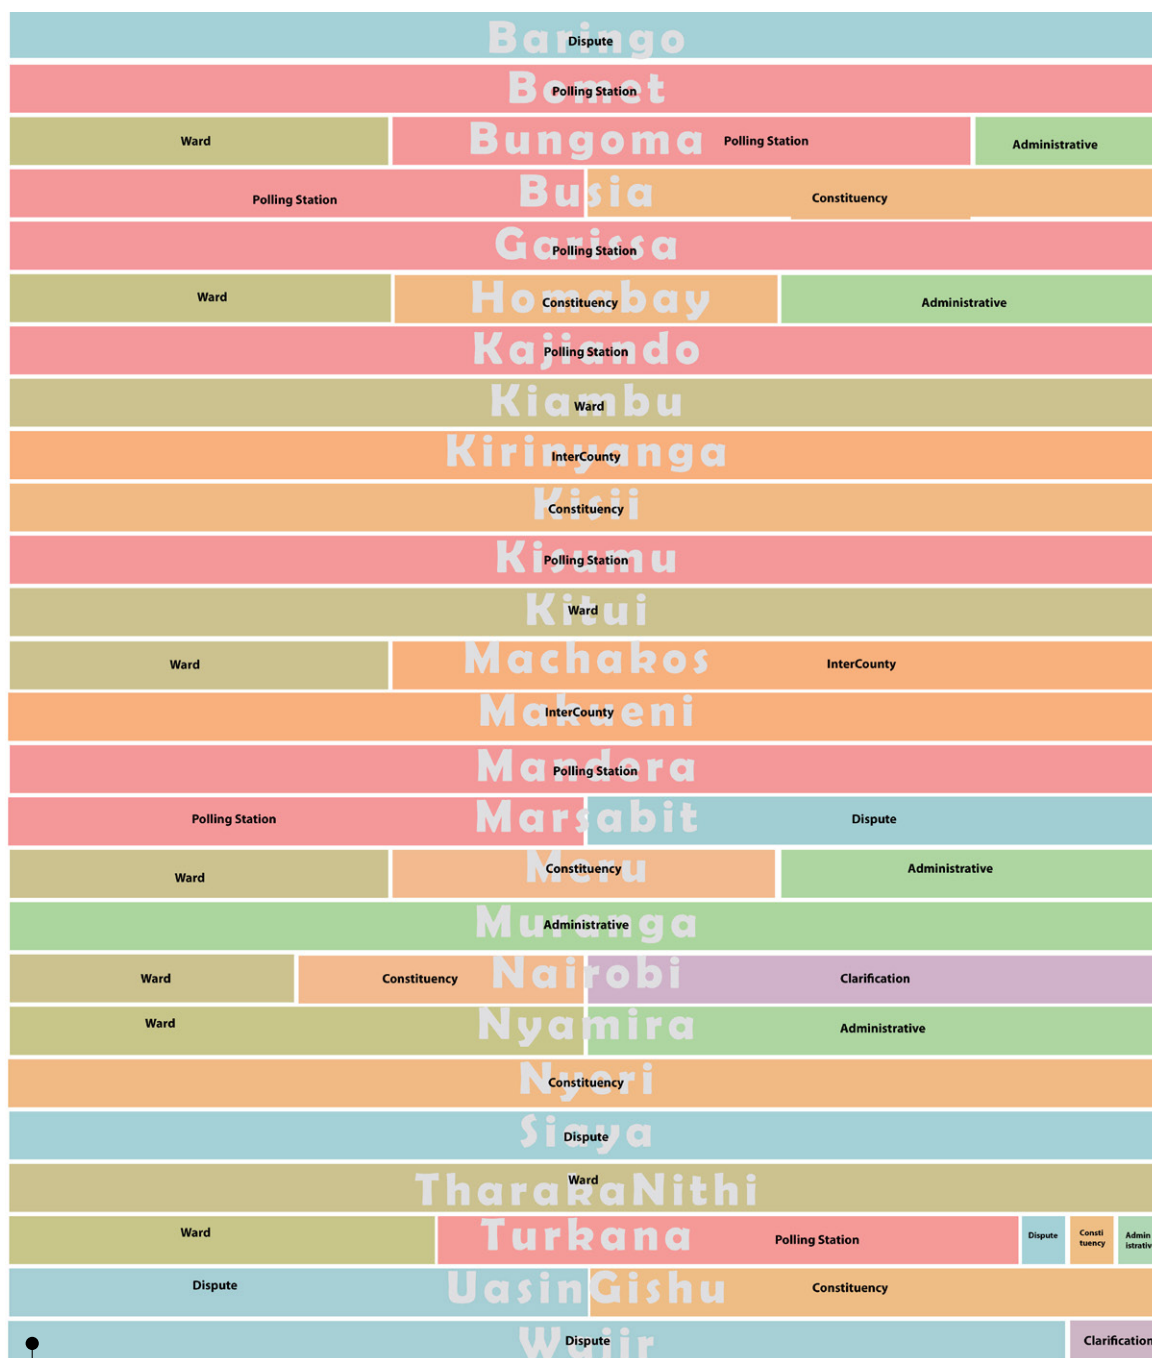 Baringo
Dispute
Bomet
Polling Station
Bungoma
Ward
Polling Station
Administrative
Busia
Polling Station
Constituency
Garissa
Polling Station
Homabay
Ward
Constituency
Administrative
Kajiando
Polling Station
Kiambu
Ward
Kirinyanga
InterCounty
Kisii
Constituency
Kisumu
Polling Station
Kitui
Ward
Machakos
Ward
InterCounty
Makueni
InterCounty
Mandera
Polling Station
Marsabit
Polling Station
Dispute
Meru
Ward
Constituency
Administrative
Muranga
Administrative
Nairobi
Ward
Constituency
Clarification
Nyamira
Ward
Administrative
Nyeri
Constituency
Siaya
Dispute
TharakaNithi
Ward
Turkana
Ward
Polling Station
Dispute
Consti
tuency
Admin
istrativ
UasinGishu
Dispute
Constituency
Wajir
Dispute
Clarification